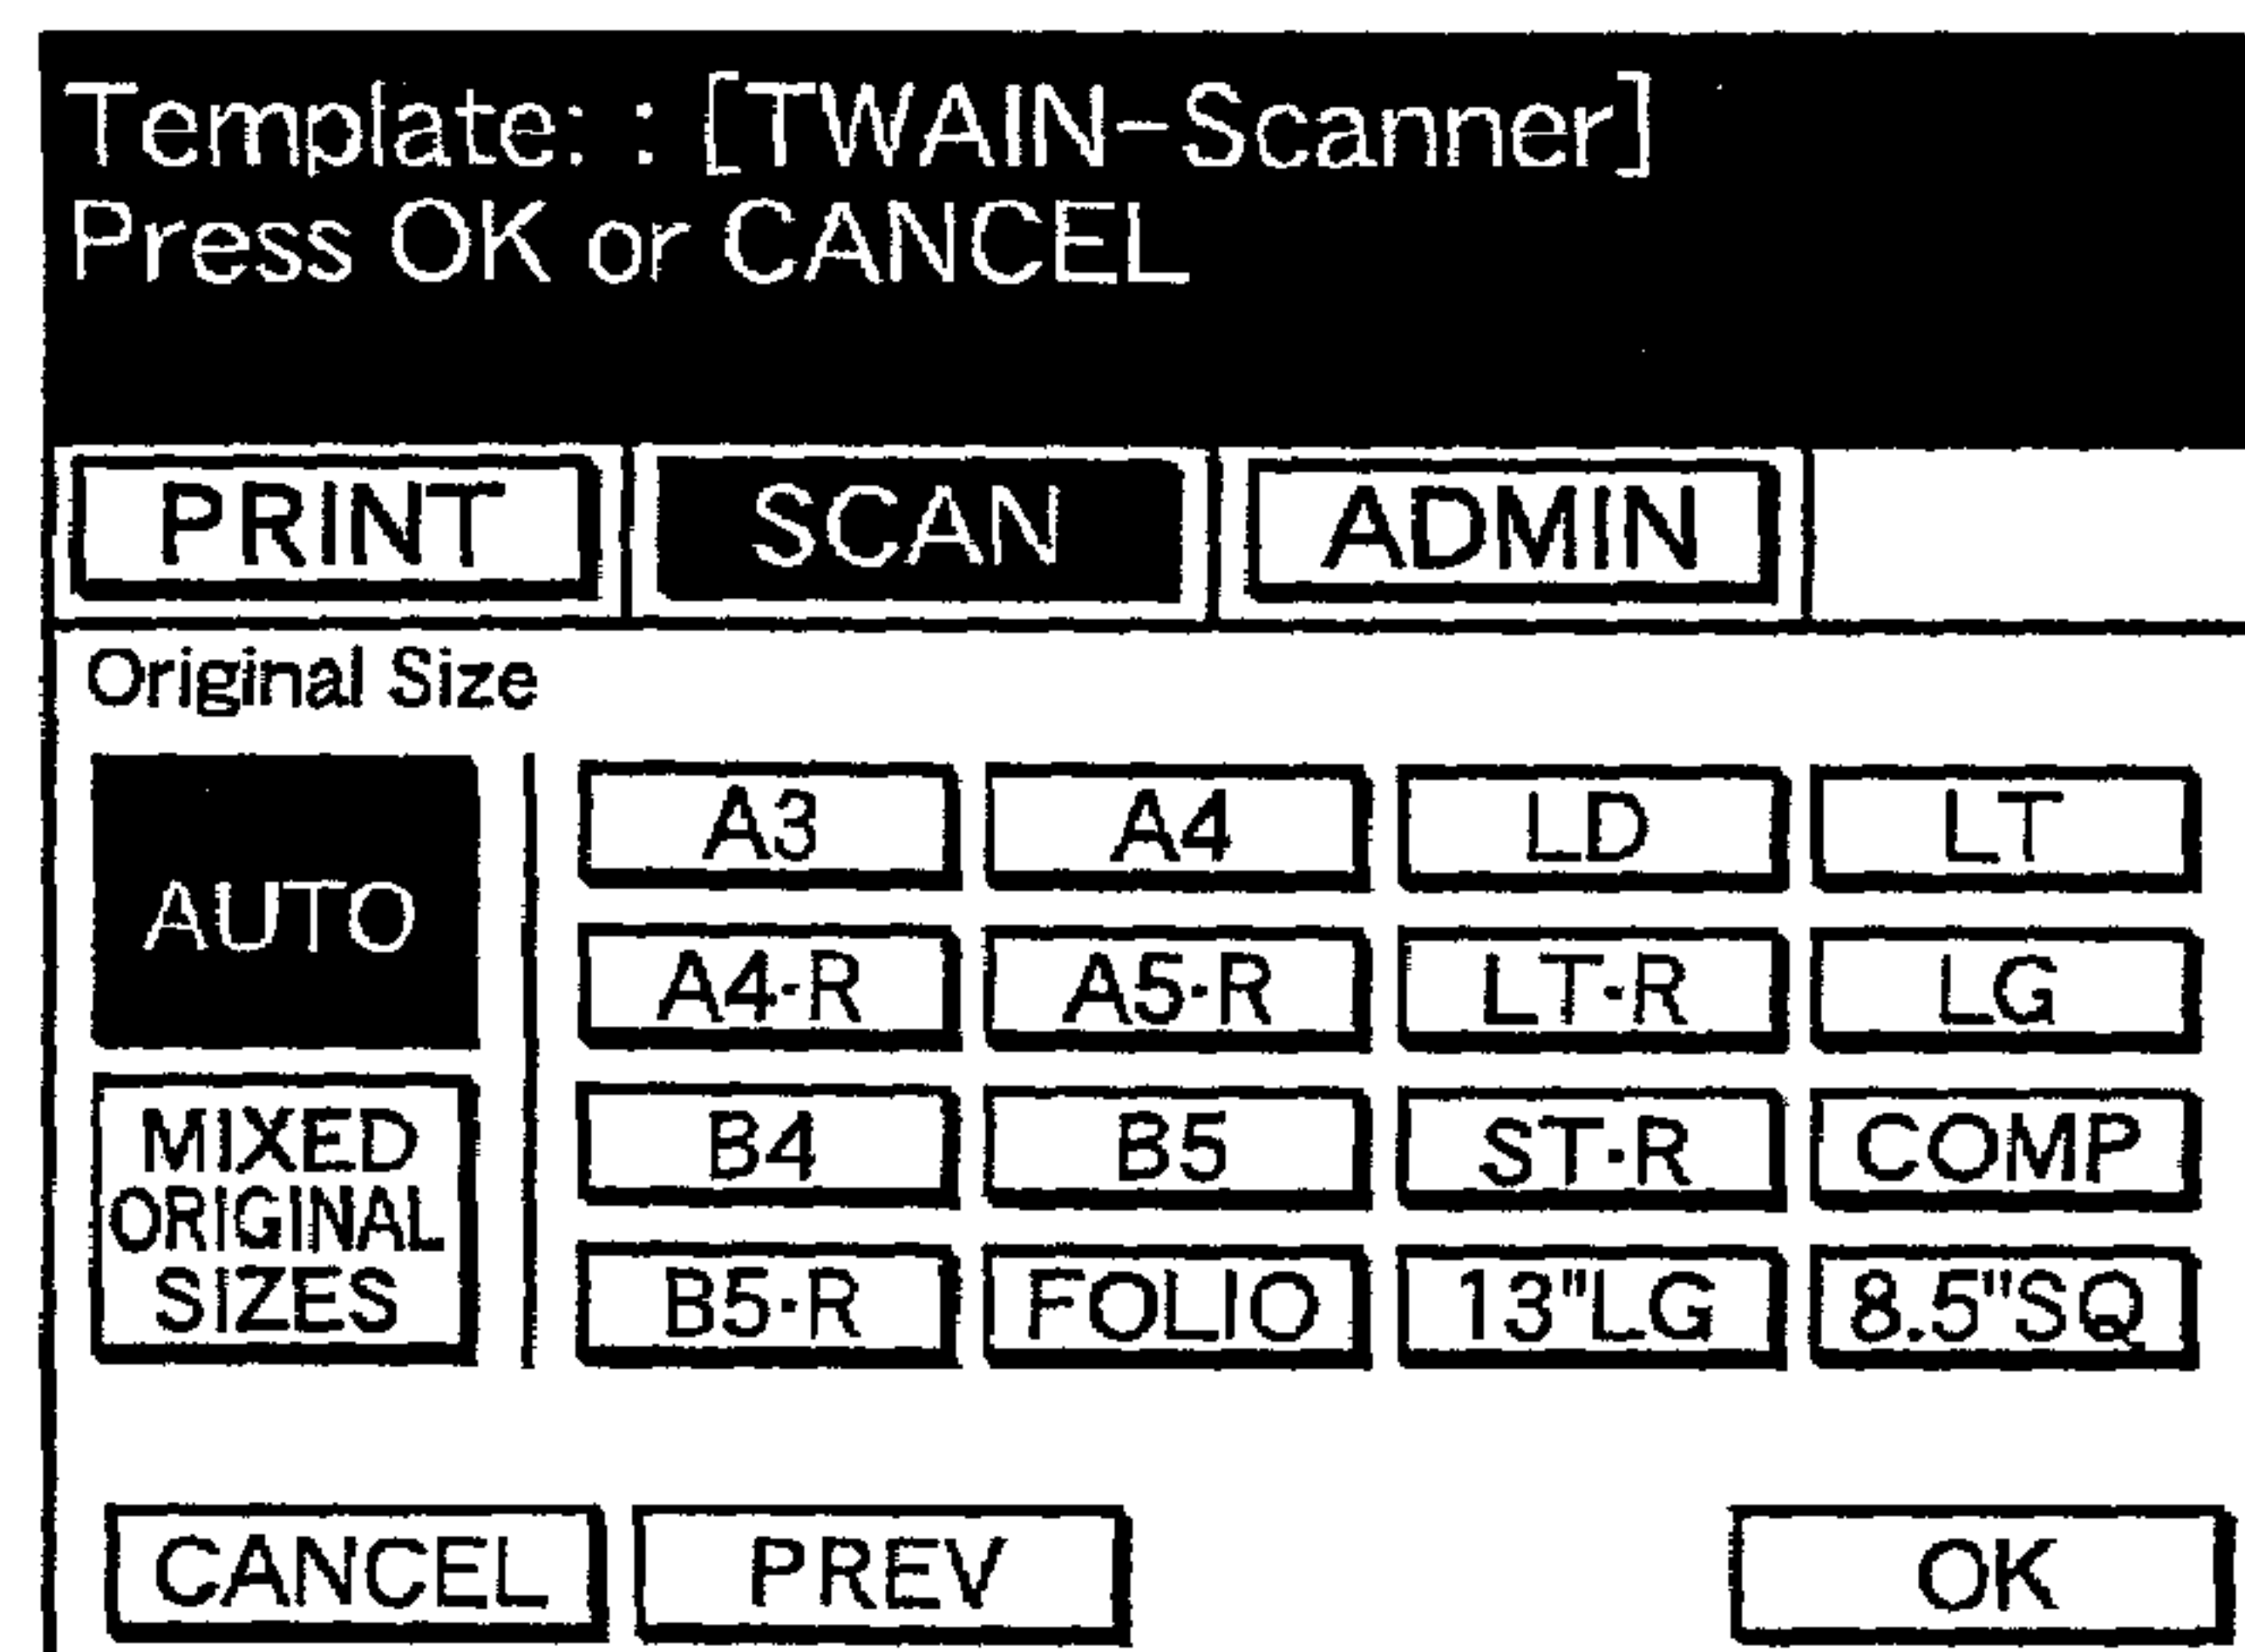 Template: : [TWAIN-Scanner]
Press OK or CANCEL
PRINT SCAN ADMIN
Original Size
AUTO
MIXED
ORIGINAL
SIZES
A3 A4 LD LT
A4-R A5-R LT-R LG
B4 B5 ST-R COMP
B5-R FOLIO 13"LG 8.5"SQ
CANCEL PREV OK